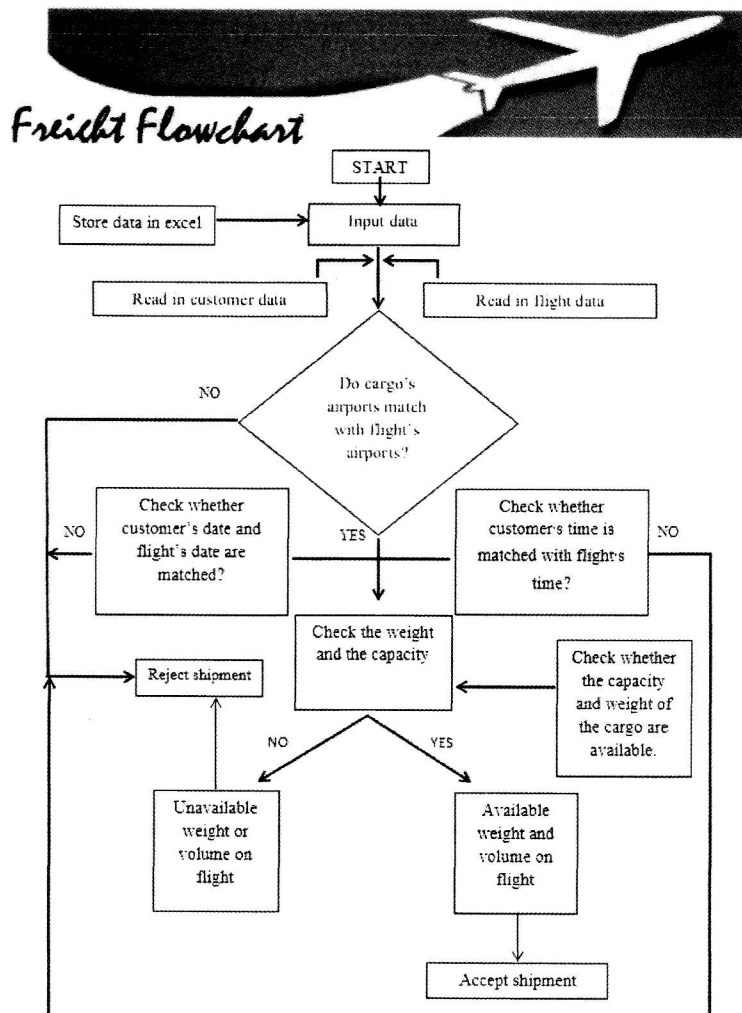 Freight Flowchart
START
Store data in excel
Input data
Read in customer data
Read in flight data
NO
Do cargo's
airports match
with flight's
airports?
NO
Check whether
customer's date and
flight's date are
matched?
YES
Check whether
customer's time is
matched with flight's
time?
NO
Check the weight
and the capacity
Reject shipment
Check whether
the capacity
and weight of
the cargo are
available.
NO
YES
Unavailable
weight or
volume on
flight
Available
weight and
volume on
flight
Accept shipment